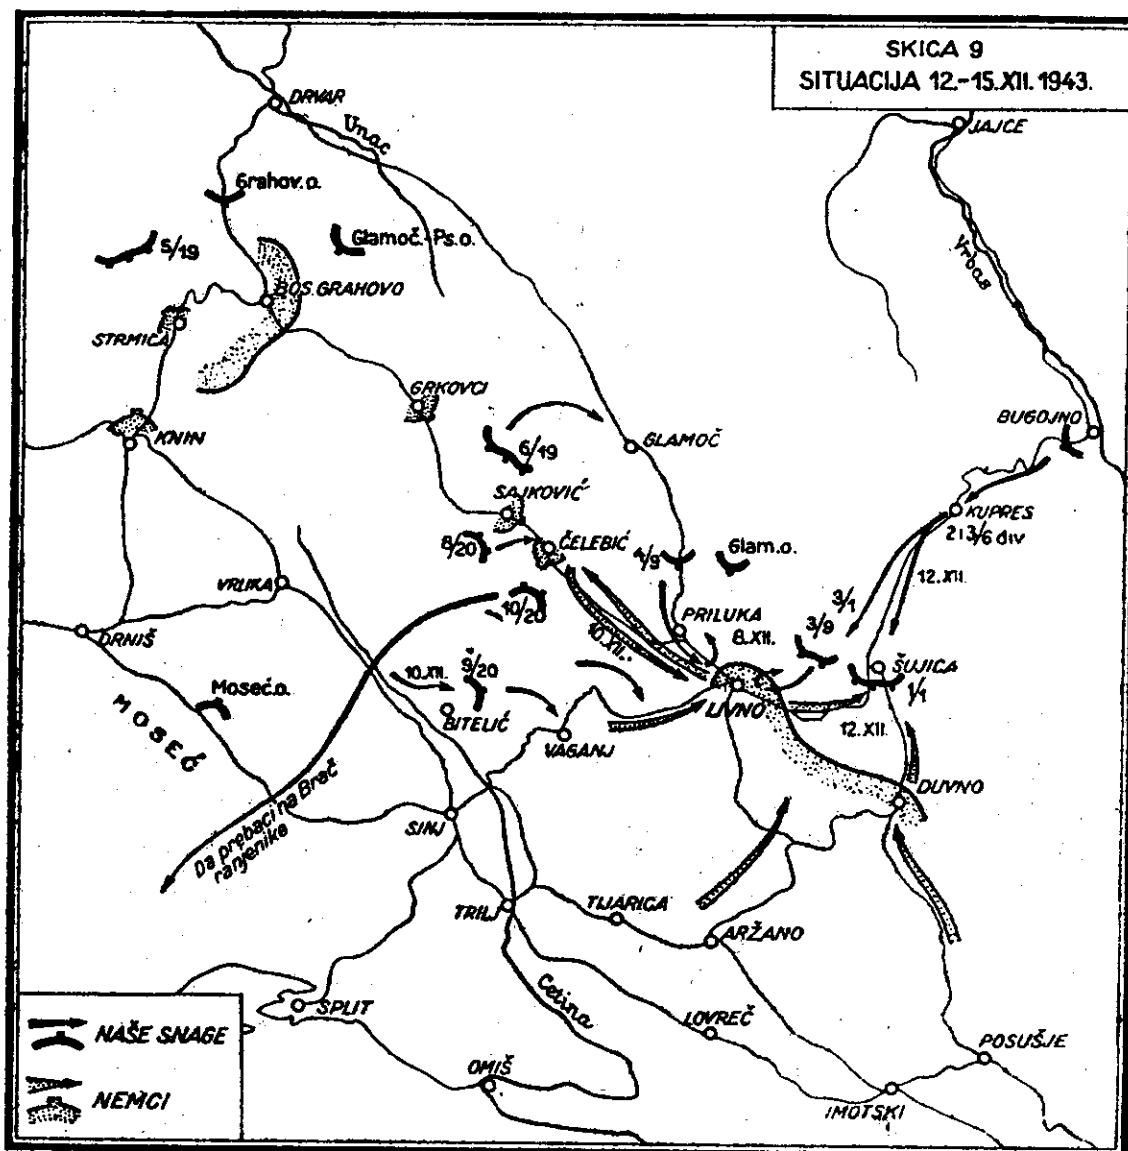 SKICA 9
SITUACIJA 12.-15.XII.1943.
DRVAR
Unac
JAJCE
Grahov.o.
5/19
Glamoč.-Ps.o.
Vrbas
BOS.GRAHOVO
STRMICA
GRKOVCI
BUGOJNO
KNIN
6/19
GLAMOČ
SAJKOVIĆ
KUPRES
2i3/6 div
8/20
ČELEBIĆ
4/9
Glam.o.
12.XII.
VRLIKA
10/20
3/1
PRILUKA
3/9
DRNIŠ
10.XII.
8.XII.
ŠUJICA
10.XII.
9/20
1/1
Moseć.o.
MOSEĆ
BITELIĆ
LIVNO
12.XII.
VAGANJ
DUVNO
Da prebaci na Brač
ranjenike
SINJ
TRILJ
TIJARICA
ARŽANO
Cetina
SPLIT
LOVREČ
NAŠE SNAGE
POSUŠJE
OMIŠ
NEMCI
IMOTSKI